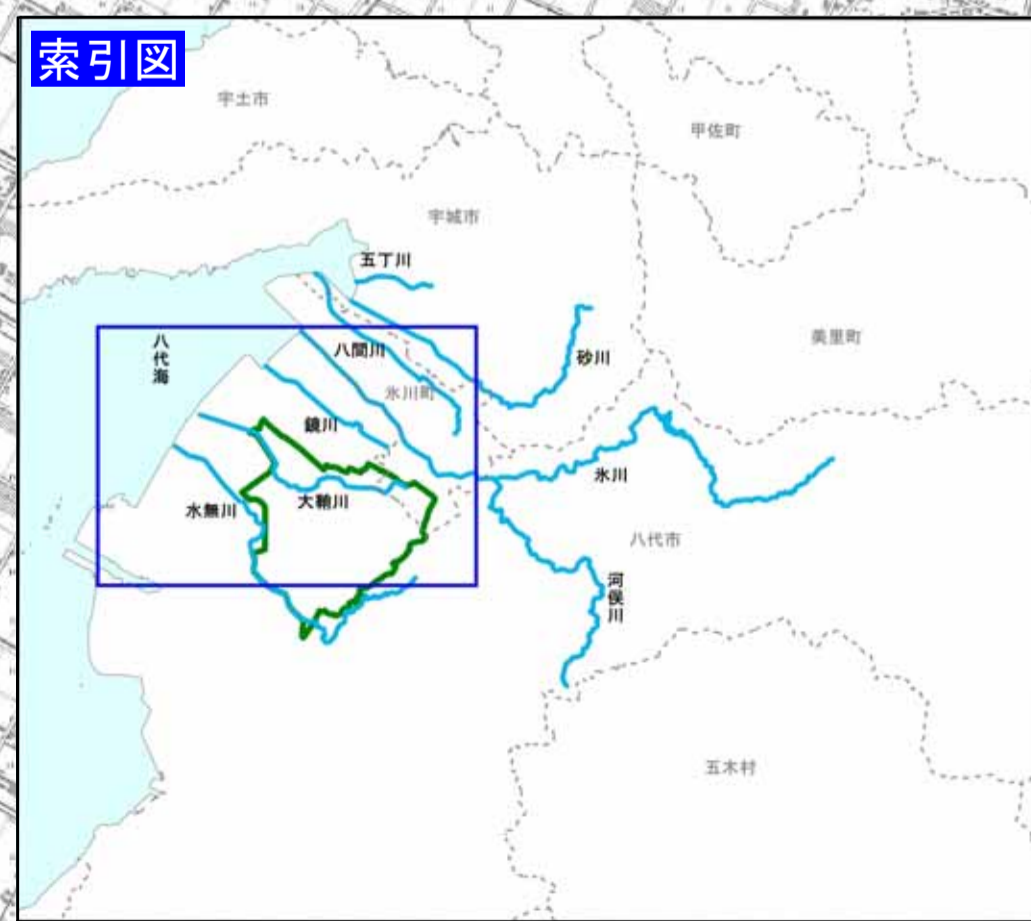 索引図
宇土市
甲佐町
宇城市
五丁川
八代海
八間川
砂川
美里町
氷川町
鏡川
氷川
水無川
大鞘川
八代市
河俣川
五木村